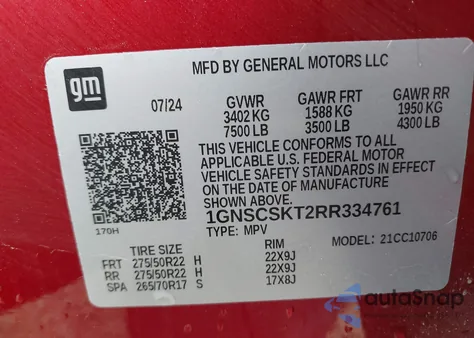 gm
MFD BY GENERAL MOTORS LLC
07/24 GVWR GAWR FRT GAWR RR
3402 KG 1588 KG 1950 KG
7500 LB 3500 LB 4300 LB
THIS VEHICLE CONFORMS TO ALL
APPLICABLE U.S. FEDERAL MOTOR
VEHICLE SAFETY STANDARDS IN EFFECT
ON THE DATE OF MANUFACTURE
SHOWN ABOVE.
1GNSCSKT2RR334761
170H
TYPE: MPV MODEL: 21CC10706
TIRE SIZE RIM
FRT 275/50R22 H 22X9J
RR 275/50R22 H 22X9J
SPA 265/70R17 S 17X8J
autoSnap